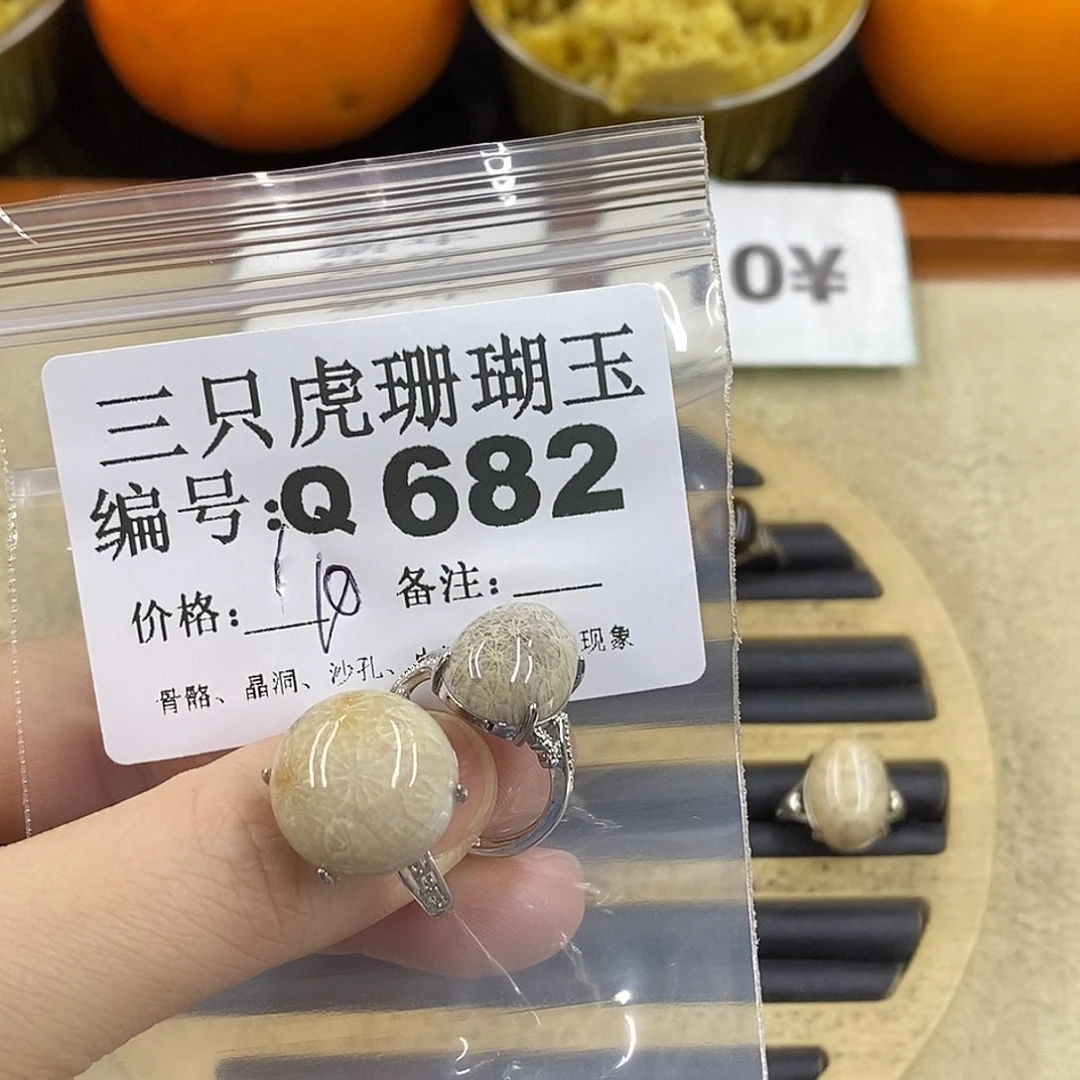 三只虎珊瑚玉
编号:Q 682
价格: 10 备注:
骨骼、晶洞、沙孔、 现象
0¥